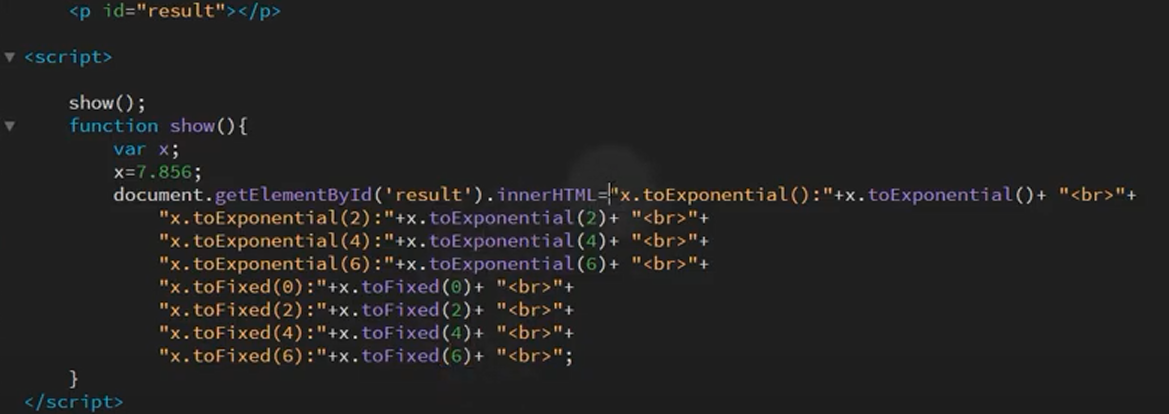 <p id="result"></p>
<script>
show();
function show(){
var x;
x=7.856;
document.getElementById('result').innerHTML="x.toExponential():"+x.toExponential()+ "<br>"+
"x.toExponential(2):"+x.toExponential(2)+ "<br>"+
"x.toExponential(4):"+x.toExponential(4)+ "<br>"+
"x.toExponential(6):"+x.toExponential(6)+ "<br>"+
"x.toFixed(0):"+x.toFixed(0)+ "<br>"+
"x.toFixed(2):"+x.toFixed(2)+ "<br>"+
"x.toFixed(4):"+x.toFixed(4)+ "<br>"+
"x.toFixed(6):"+x.toFixed(6)+ "<br>";
}
</script>